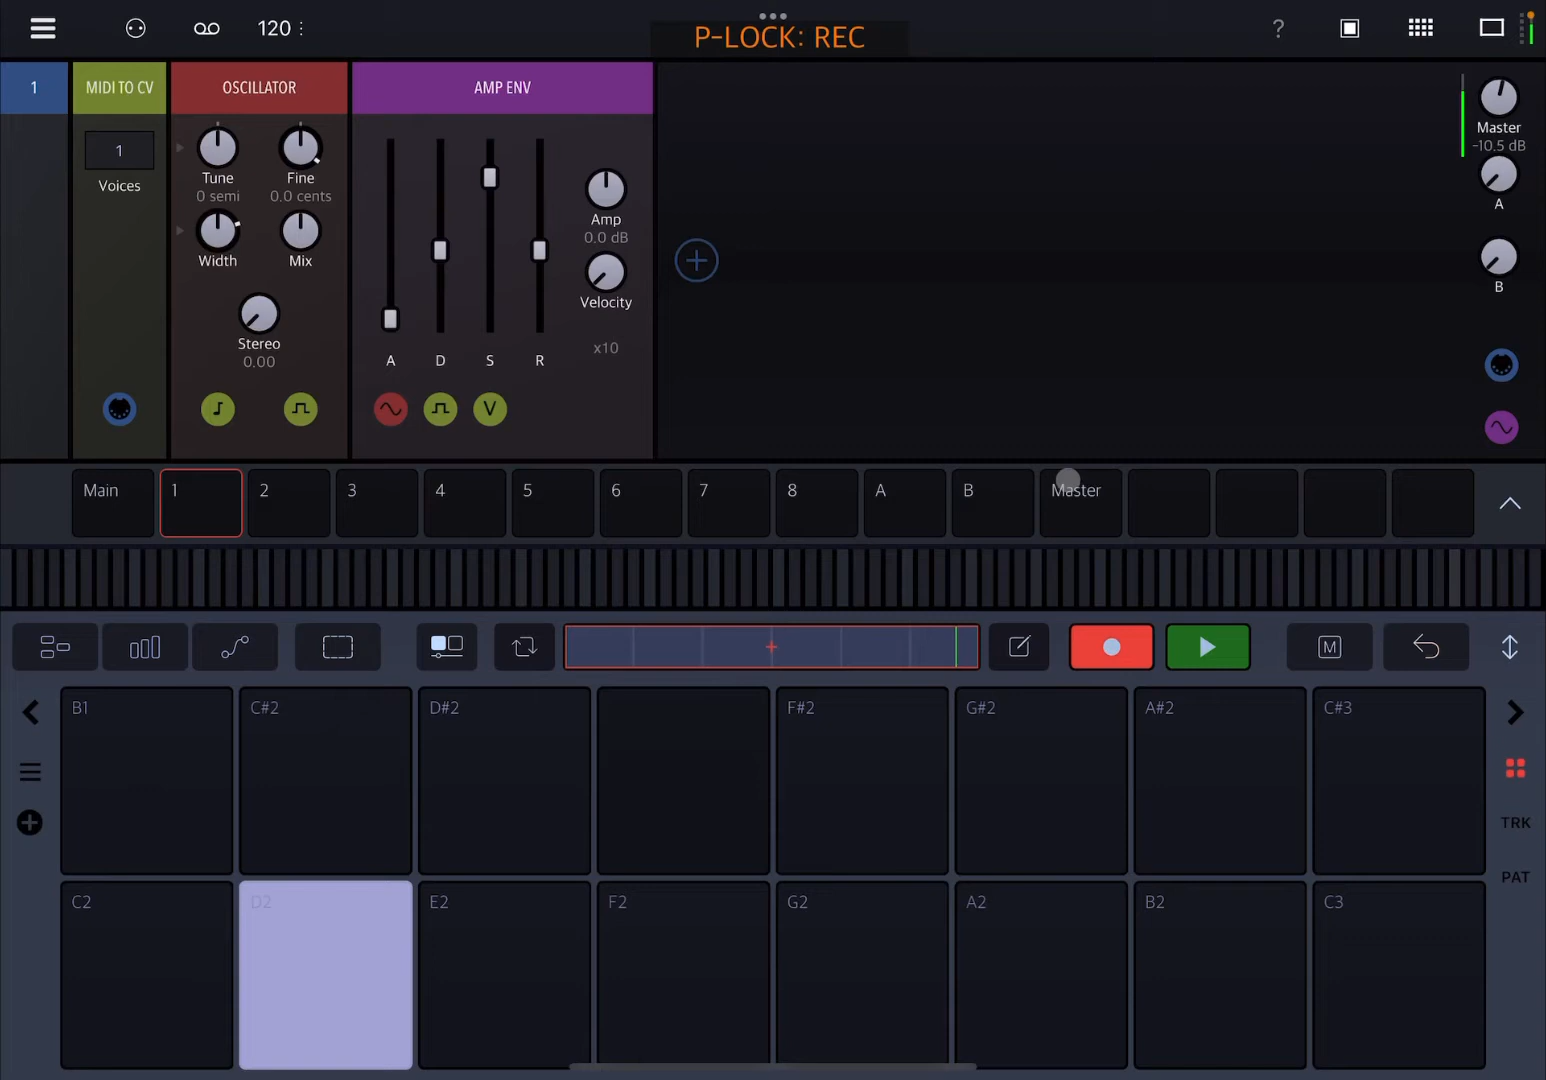 120
P-LOCK: REC
?
1
MIDI TO CV
OSCILLATOR
AMP ENV
1
Voices
Tune
0 semi
Fine
0.0 cents
Width
Mix
Stereo
0.00
A
D
S
R
Amp
0.0 dB
Velocity
x10
V
Master
-10.5 dB
A
B
Main
1
2
3
4
5
6
7
8
A
B
Master
M
B1
C#2
D#2
F#2
G#2
A#2
C#3
TRK
PAT
C2
D2
E2
F2
G2
A2
B2
C3